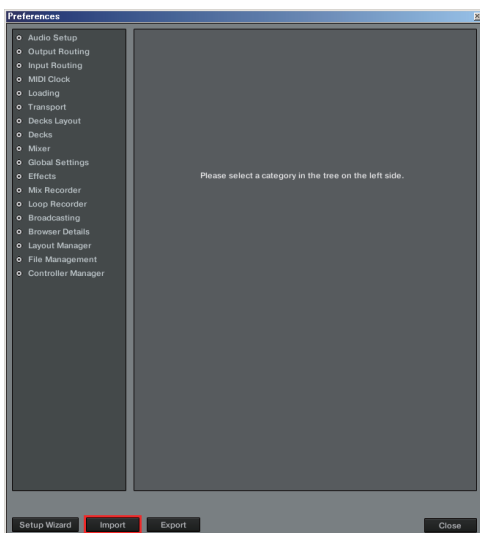 Preferences
Audio Setup
Output Routing
Input Routing
MIDI Clock
Loading
Transport
Decks Layout
Decks
Mixer
Global Settings
Effects
Mix Recorder
Loop Recorder
Broadcasting
Browser Details
Layout Manager
File Management
Controller Manager
Please select a category in the tree on the left side.
Setup Wizard Import Export Close